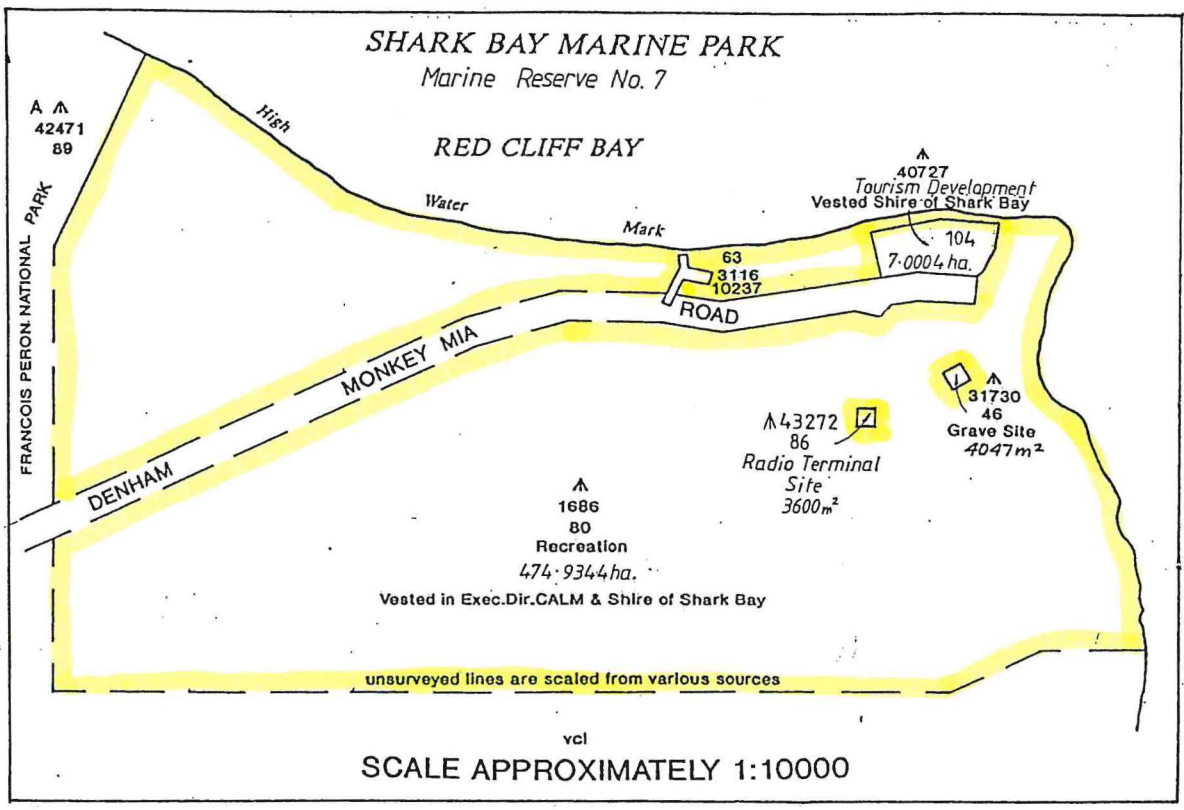 SHARK BAY MARINE PARK
Marine Reserve No. 7
A
42471
89
High
RED CLIFF BAY
40727
Tourism Development
Vested Shire of Shark Bay
FRANCOIS PERON NATIONAL PARK
Water
Mark
104
7·0004 ha.
63
3116
10237
DENHAM MONKEY MIA ROAD
31730
46
Grave Site
4047m²
43272
86
Radio Terminal
Site
3600m²
1686
80
Recreation
474·9344 ha.
Vested in Exec.Dir.CALM & Shire of Shark Bay
unsurveyed lines are scaled from various sources
vcl
SCALE APPROXIMATELY 1:10000